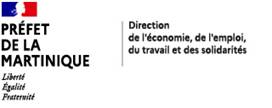 PRÉFET
DE LA
MARTINIQUE
Liberté
Égalité
Fraternité
Direction
de l'économie, de l'emploi,
du travail et des solidarités